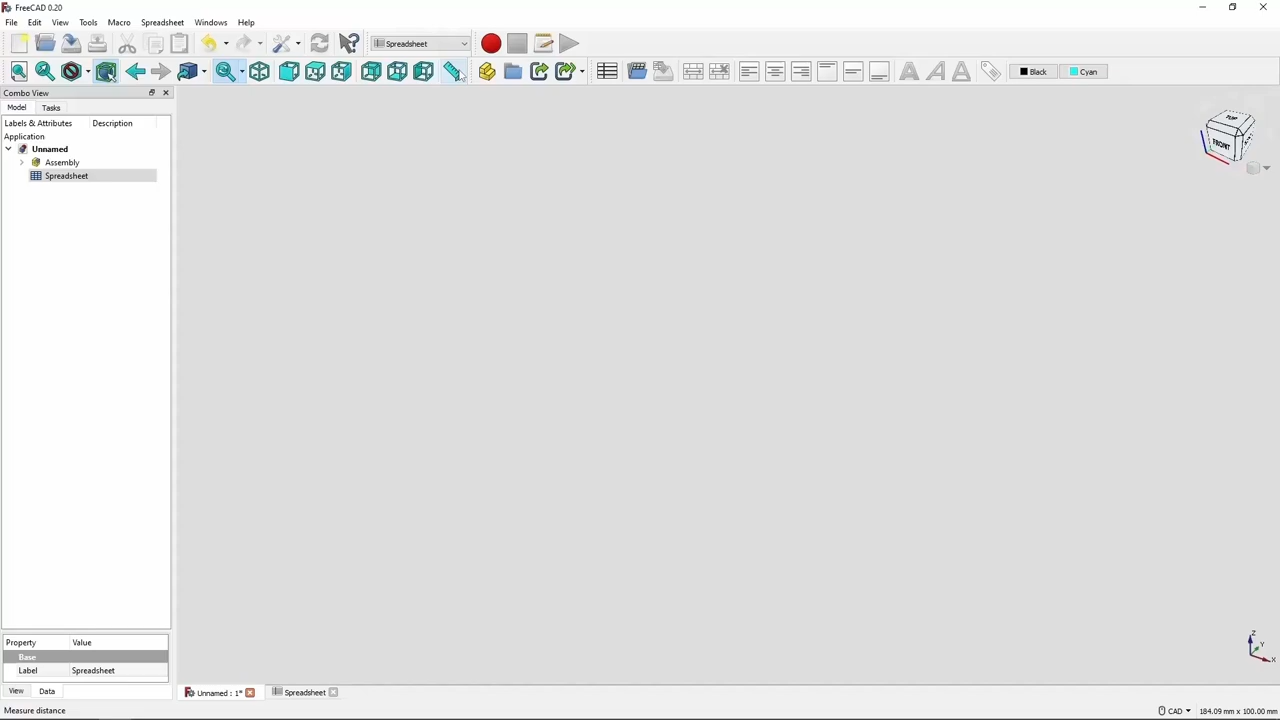 FreeCAD 0.20
File Edit View Tools Macro Spreadsheet Windows Help
Spreadsheet
Black Cyan
Combo View
Model Tasks
Labels & Attributes Description
Application
Unnamed
Assembly
Spreadsheet
TOP
FRONT
Property Value
Base
Label Spreadsheet
View Data
Unnamed : 1* Spreadsheet
Z
Y
X
Measure distance CAD 184.09 mm x 100.00 mm